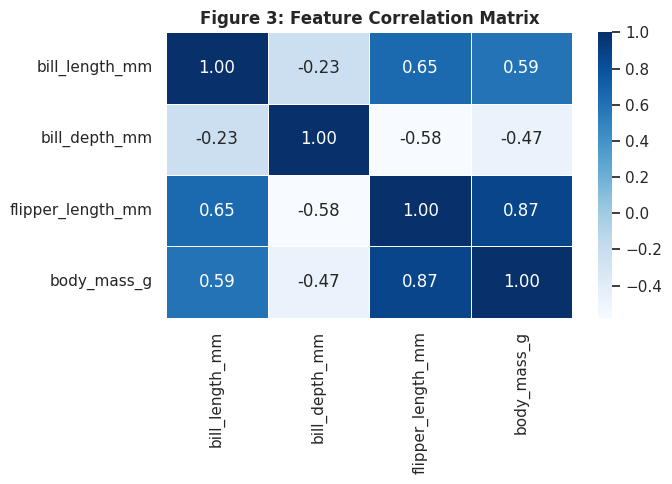 Figure 3: Feature Correlation Matrix
bill_length_mm 1.00 -0.23 0.65 0.59
bill_depth_mm -0.23 1.00 -0.58 -0.47
flipper_length_mm 0.65 -0.58 1.00 0.87
body_mass_g 0.59 -0.47 0.87 1.00
bill_length_mm
bill_depth_mm
flipper_length_mm
body_mass_g
1.0
0.8
0.6
0.4
0.2
0.0
−0.2
−0.4